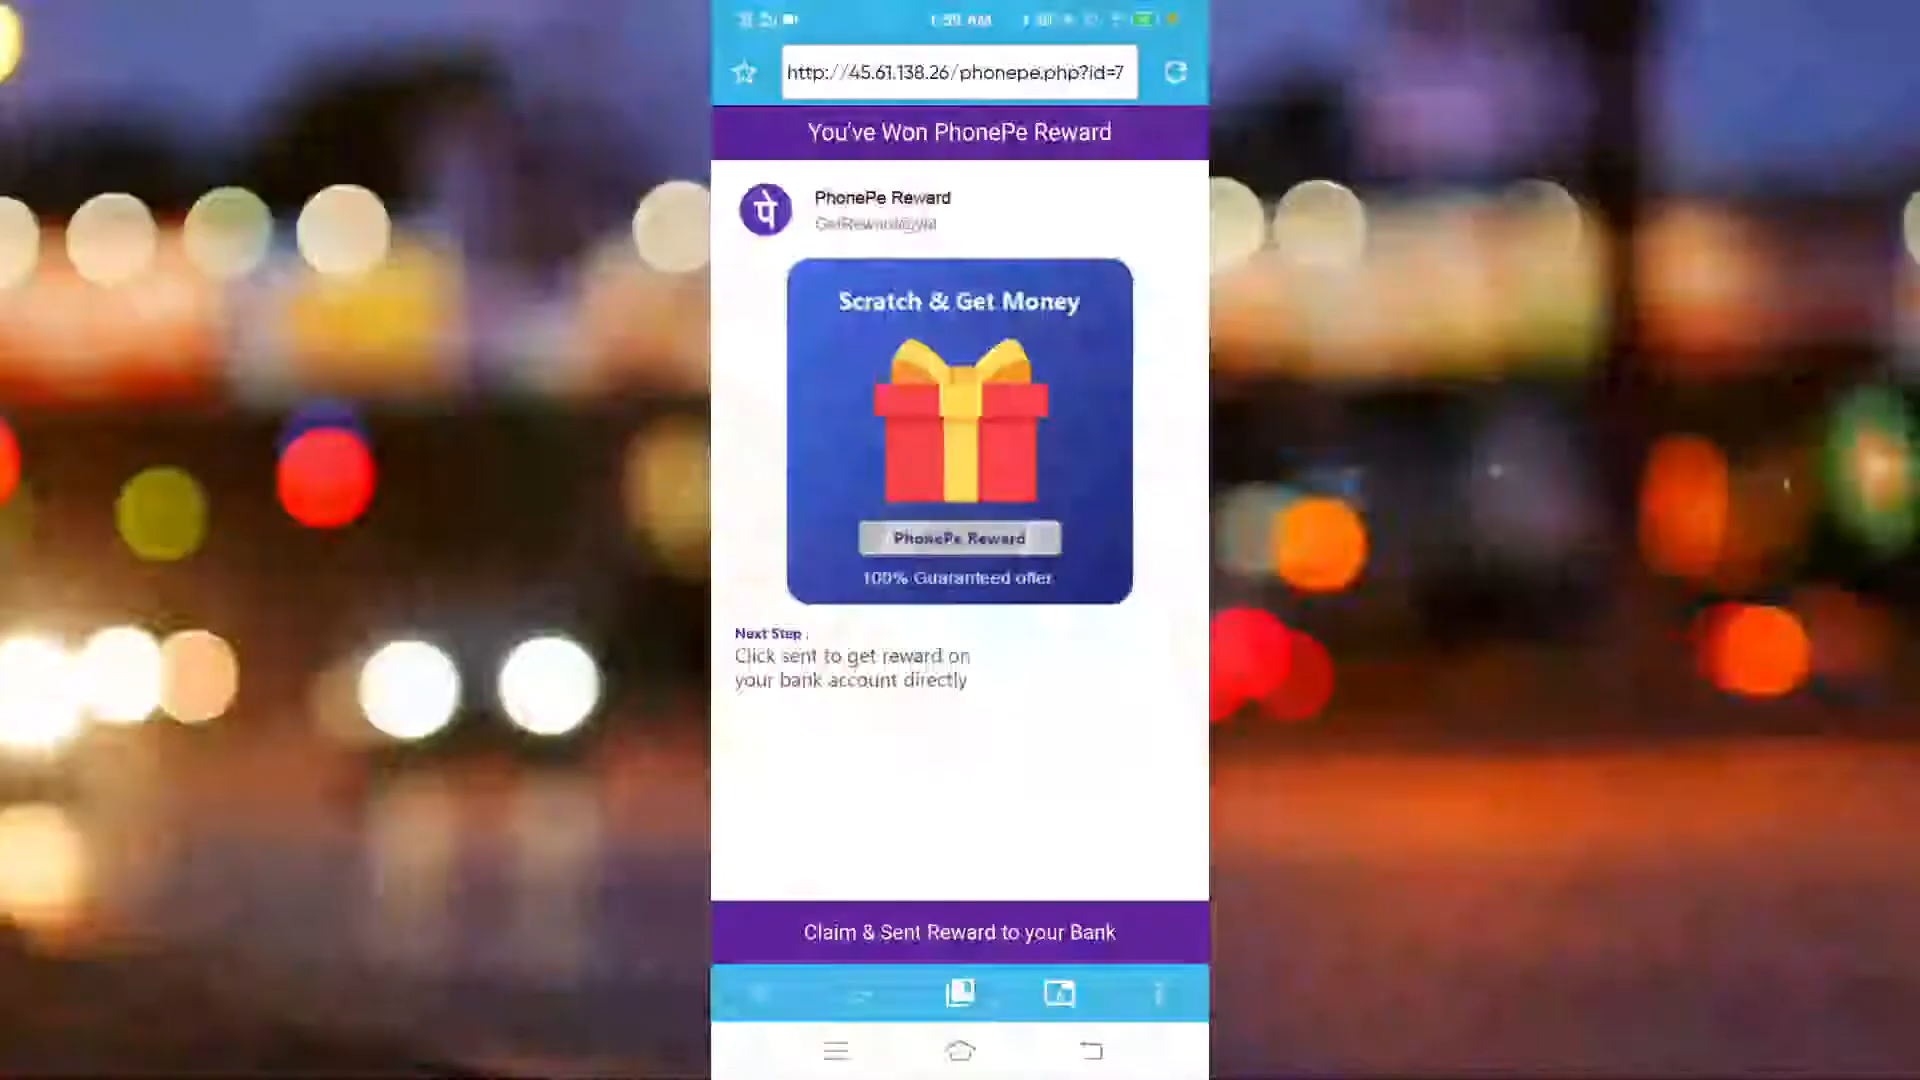 http://45.61.138.26/phonepe.php?id=7
You've Won PhonePe Reward
पे
PhonePe Reward
Scratch & Get Money
PhonePe Reward
100% Guaranteed offer
Next Step :
Click sent to get reward on
your bank account directly
Claim & Sent Reward to your Bank